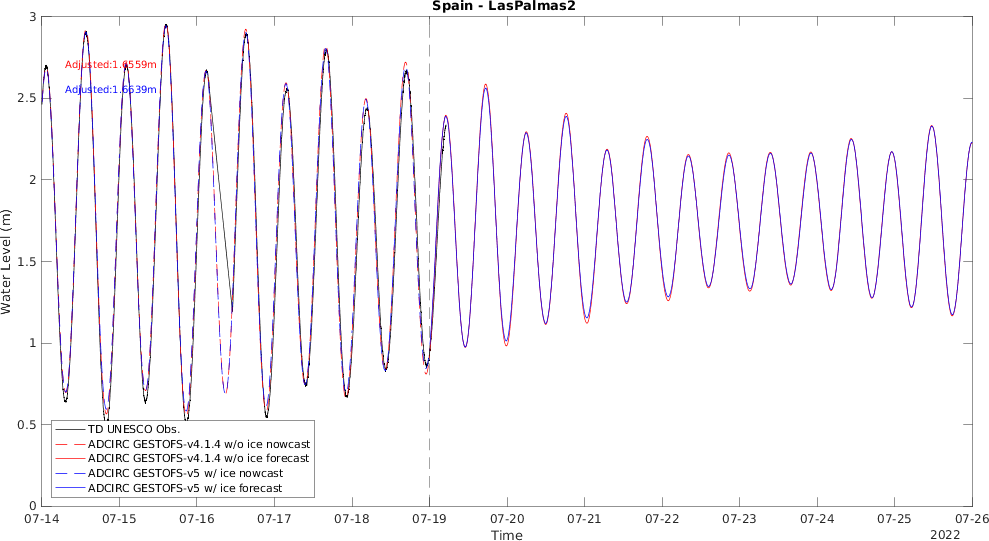 Spain - LasPalmas2
3
2.5
2
1.5
1
0.5
0
Water Level (m)
Adjusted:1.6559m
Adjusted:1.6639m
TD UNESCO Obs.
ADCIRC GESTOFS-v4.1.4 w/o ice nowcast
ADCIRC GESTOFS-v4.1.4 w/o ice forecast
ADCIRC GESTOFS-v5 w/ ice nowcast
ADCIRC GESTOFS-v5 w/ ice forecast
07-14 07-15 07-16 07-17 07-18 07-19 07-20 07-21 07-22 07-23 07-24 07-25 07-26
Time
2022